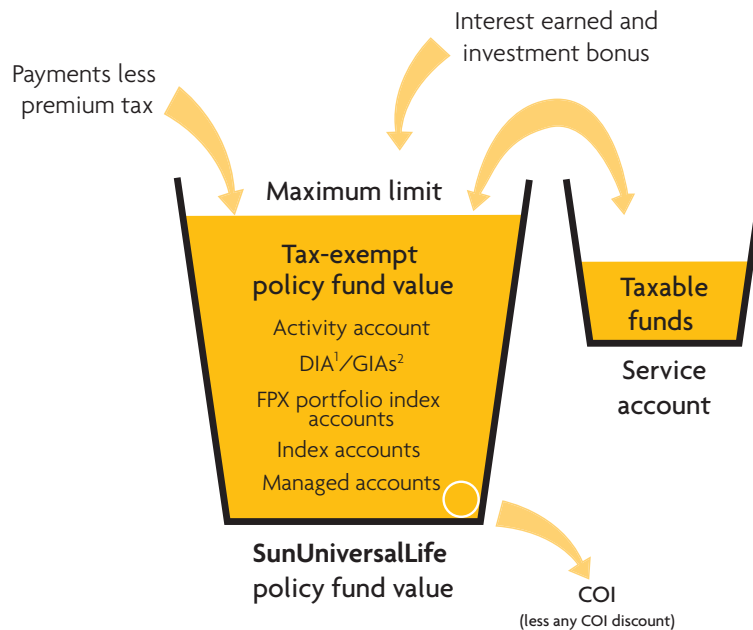 Interest earned and
investment bonus
Payments less
premium tax
Maximum limit
Tax-exempt
policy fund value
Activity account
DIA¹/GIAs²
FPX portfolio index
accounts
Index accounts
Managed accounts
SunUniversalLife
policy fund value
Taxable
funds
Service
account
COI
(less any COI discount)